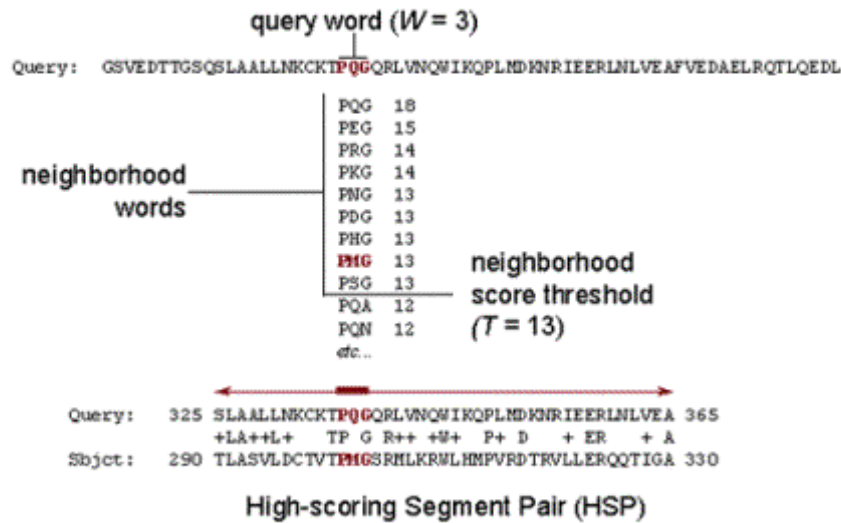 query word (W = 3)
Query: GSVEDTTGSQSLAALLNKCKTPQGQRLVNQWIKQPLMDKNRIEERLNLVEAFVEDAELRQTLQEDL
PQG 18
PEG 15
PRG 14
PKG 14
PNG 13
PDG 13
PHG 13
PMG 13
PSG 13
PQA 12
PQN 12
etc...
neighborhood
words
neighborhood
score threshold
(T = 13)
Query: 325 SLAALLNKCKTPQGQRLVNQWIKQPLMDKNRIEERLNLVEA 365
+LA++L+ TP G R++ +W+ P+ D + ER + A
Sbjct: 290 TLASVLDCTVTPMGSRMLKRWLHMPVRDTRVLLERQQTIGA 330
High-scoring Segment Pair (HSP)